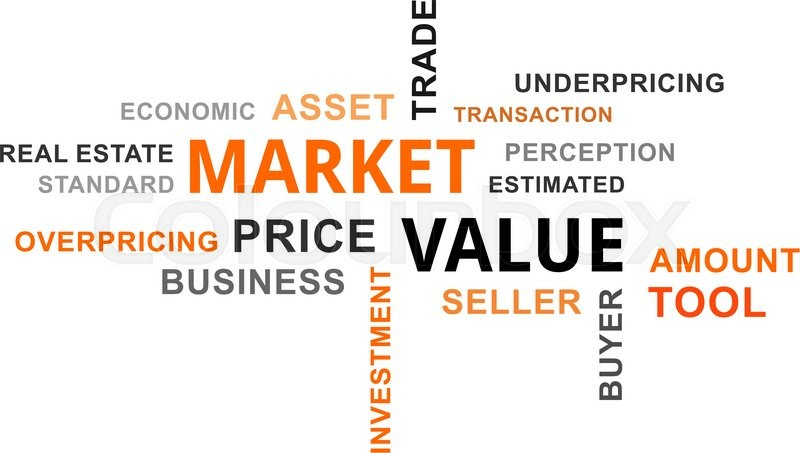 TRADE
UNDERPRICING
ECONOMIC
ASSET
TRANSACTION
REAL ESTATE
MARKET
PERCEPTION
STANDARD
ESTIMATED
colourbox
OVERPRICING
PRICE
VALUE
AMOUNT
BUSINESS
SELLER
TOOL
INVESTMENT
BUYER